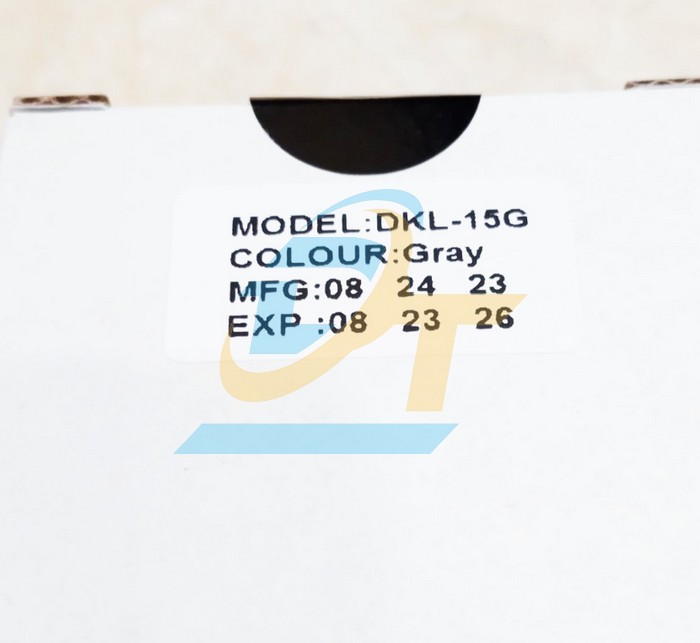 MODEL:DKL-15G
COLOUR:Gray
MFG:08 24 23
EXP :08 23 26